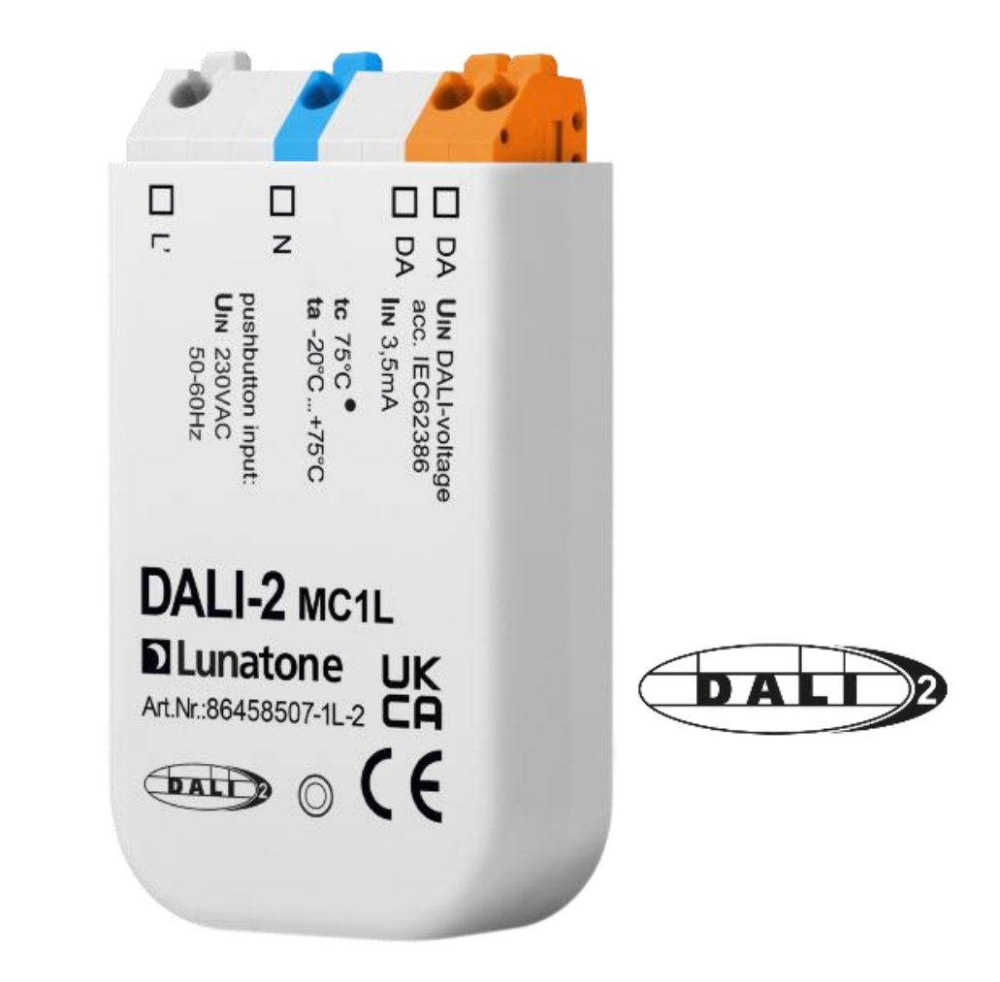 L'
N
DA
DA
pushbutton input:
UIN 230VAC
50-60Hz
tc 75°C ●
ta -20°C...+75°C
UIN DALI-voltage
acc. IEC62386
IIN 3,5mA
DALI-2 MC1L
Lunatone
Art.Nr.:86458507-1L-2
UK
CA
DALI 2
CE
DALI 2